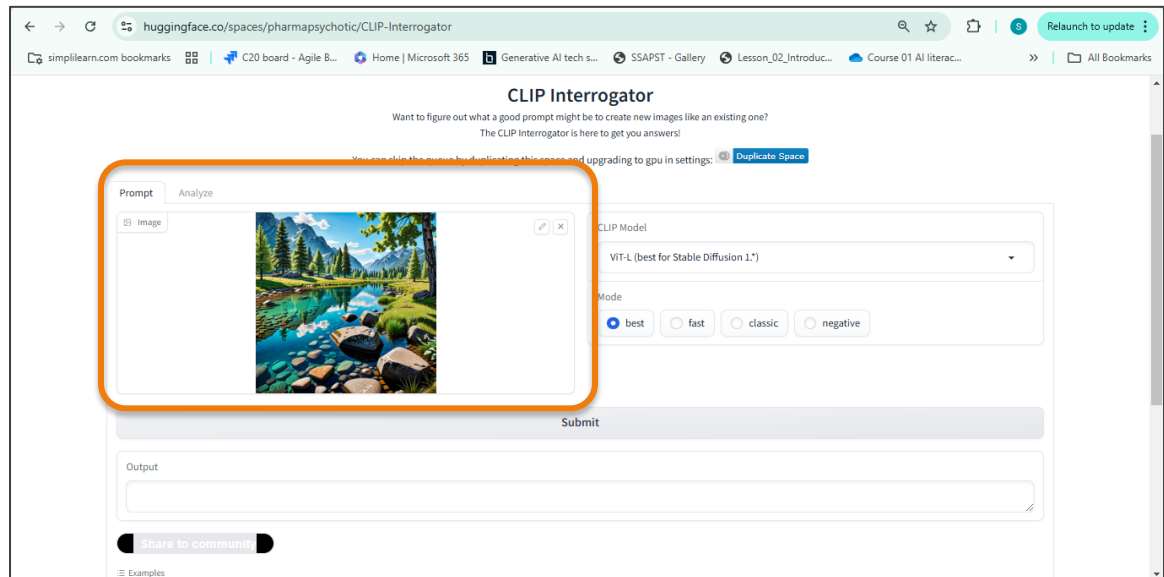 huggingface.co/spaces/pharmapsychotic/CLIP-Interrogator
S
Relaunch to update
simplilearn.com bookmarks
C20 board - Agile B...
Home | Microsoft 365
Generative AI tech s...
SSAPST - Gallery
Lesson_02_Introduc...
Course 01 AI literac...
»
All Bookmarks
CLIP Interrogator
Want to figure out what a good prompt might be to create new images like an existing one?
The CLIP Interrogator is here to get you answers!
You can skip the queue by duplicating this space and upgrading to gpu in settings:
Duplicate Space
Prompt
Analyze
Image
CLIP Model
ViT-L (best for Stable Diffusion 1.*)
Mode
best
fast
classic
negative
Submit
Output
Share to community
Examples